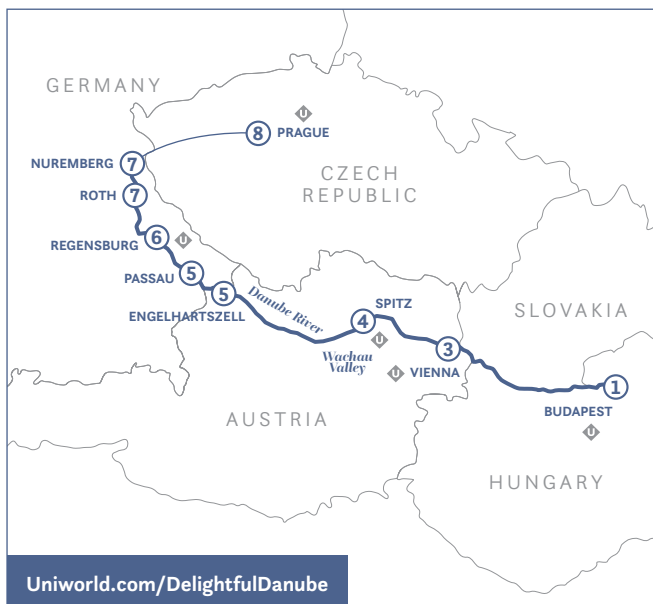 GERMANY
U
8
PRAGUE
NUREMBERG
7
CZECH
REPUBLIC
ROTH
7
REGENSBURG
6
U
PASSAU
5
ENGELHARTSZELL
5
Danube River
SPITZ
4
SLOVAKIA
U
Wachau
Valley
3
VIENNA
U
1
BUDAPEST
U
AUSTRIA
HUNGARY
Uniworld.com/DelightfulDanube